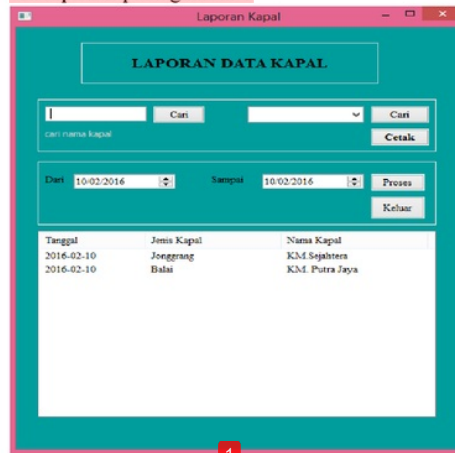 Laporan Kapal
LAPORAN DATA KAPAL
Cari
Cari
cari nama kapal
Cetak
Dari 10/02/2016 Sampai 10/02/2016 Proses
Keluar
Tanggal Jenis Kapal Nama Kapal
2016-02-10 Jonggrang KM.Sejahtera
2016-02-10 Balai KM. Putra Jaya
1